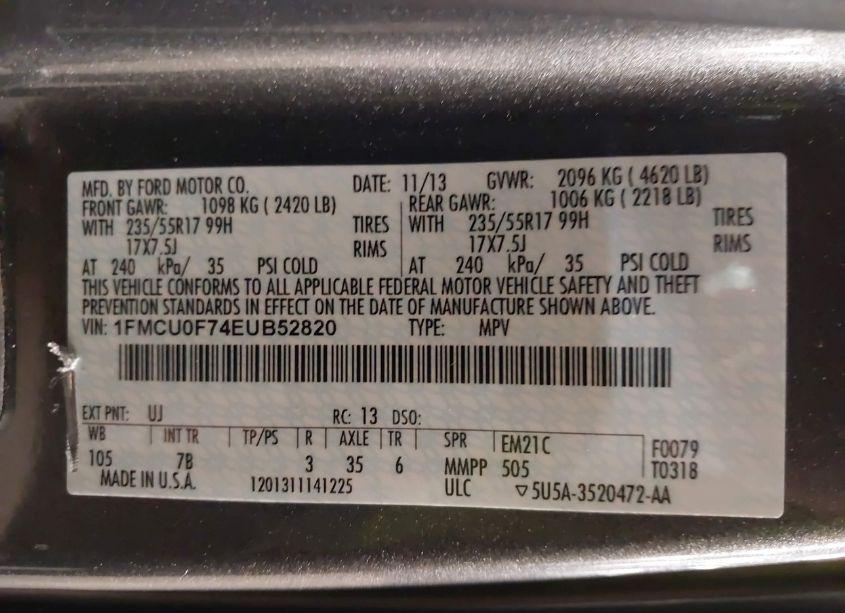 MFD. BY FORD MOTOR CO. DATE: 11/13 GVWR: 2096 KG ( 4620 LB)
FRONT GAWR: 1098 KG ( 2420 LB) REAR GAWR: 1006 KG ( 2218 LB)
WITH 235/55R17 99H TIRES WITH 235/55R17 99H TIRES
17X7.5J RIMS 17X7.5J RIMS
AT 240 kPa/ 35 PSI COLD AT 240 kPa/ 35 PSI COLD
THIS VEHICLE CONFORMS TO ALL APPLICABLE FEDERAL MOTOR VEHICLE SAFETY AND THEFT
PREVENTION STANDARDS IN EFFECT ON THE DATE OF MANUFACTURE SHOWN ABOVE.
VIN: 1FMCU0F74EUB52820 TYPE: MPV
EXT PNT: UJ RC: 13 DSO:
WB INT TR TP/PS R AXLE TR SPR EM21C F0079
105 7B 3 35 6 MMPP 505 T0318
MADE IN U.S.A. 1201311141225 ULC ▽5U5A-3520472-AA